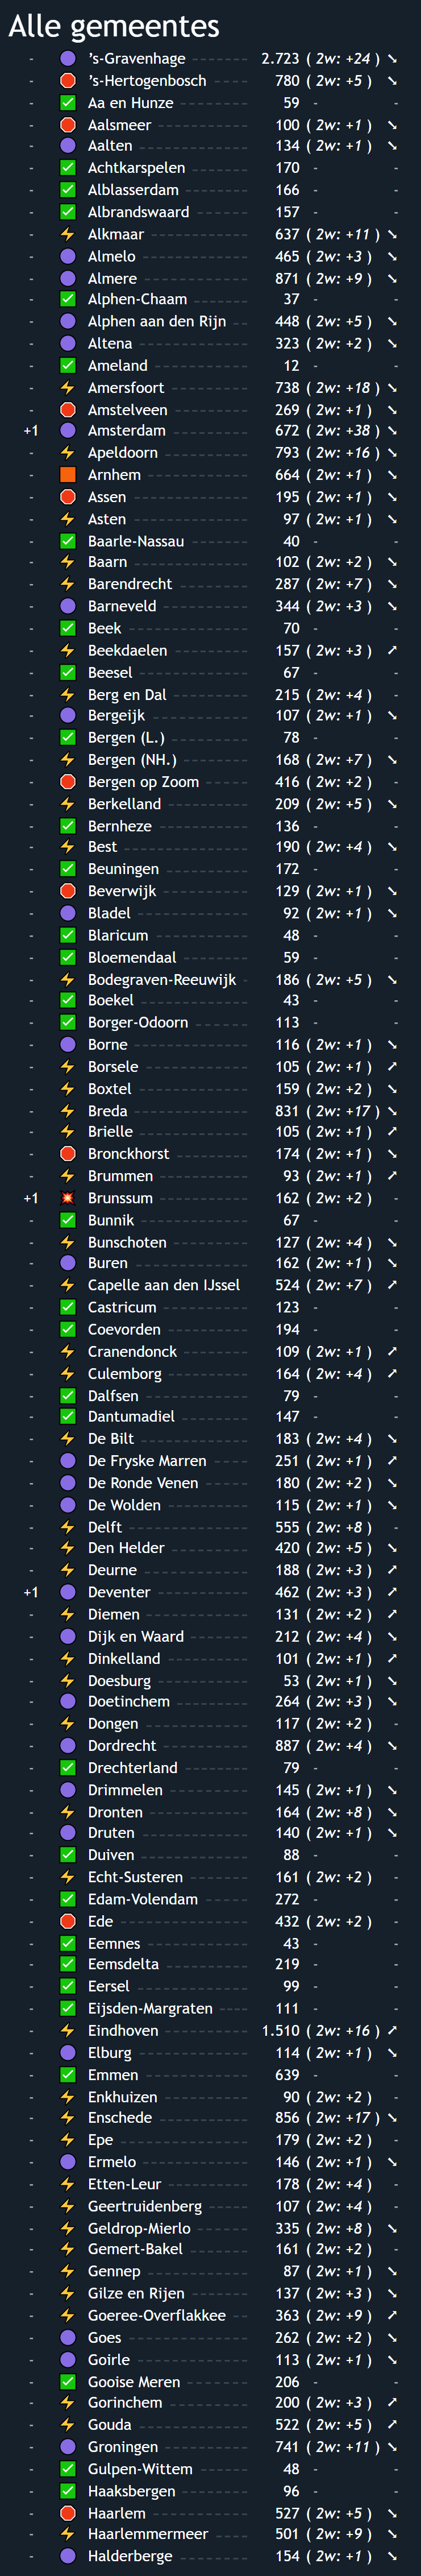 Alle gemeentes
- 's-Gravenhage 2.723 ( 2w: +24 ) ➘
- 's-Hertogenbosch 780 ( 2w: +5 ) ➘
- Aa en Hunze 59 - -
- Aalsmeer 100 ( 2w: +1 ) ➘
- Aalten 134 ( 2w: +1 ) ➘
- Achtkarspelen 170 - -
- Alblasserdam 166 - -
- Albrandswaard 157 - -
- Alkmaar 637 ( 2w: +11 ) ➘
- Almelo 465 ( 2w: +3 ) ➘
- Almere 871 ( 2w: +9 ) ➘
- Alphen-Chaam 37 - -
- Alphen aan den Rijn 448 ( 2w: +5 ) ➘
- Altena 323 ( 2w: +2 ) ➘
- Ameland 12 - -
- Amersfoort 738 ( 2w: +18 ) ➘
- Amstelveen 269 ( 2w: +1 ) ➘
+1 Amsterdam 672 ( 2w: +38 ) ➘
- Apeldoorn 793 ( 2w: +16 ) ➘
- Arnhem 664 ( 2w: +1 ) ➘
- Assen 195 ( 2w: +1 ) ➘
- Asten 97 ( 2w: +1 ) ➘
- Baarle-Nassau 40 - -
- Baarn 102 ( 2w: +2 ) ➘
- Barendrecht 287 ( 2w: +7 ) ➘
- Barneveld 344 ( 2w: +3 ) ➘
- Beek 70 - -
- Beekdaelen 157 ( 2w: +3 ) ➚
- Beesel 67 - -
- Berg en Dal 215 ( 2w: +4 ) -
- Bergeijk 107 ( 2w: +1 ) ➘
- Bergen (L.) 78 - -
- Bergen (NH.) 168 ( 2w: +7 ) ➘
- Bergen op Zoom 416 ( 2w: +2 ) -
- Berkelland 209 ( 2w: +5 ) ➘
- Bernheze 136 - -
- Best 190 ( 2w: +4 ) ➘
- Beuningen 172 - -
- Beverwijk 129 ( 2w: +1 ) ➘
- Bladel 92 ( 2w: +1 ) ➘
- Blaricum 48 - -
- Bloemendaal 59 - -
- Bodegraven-Reeuwijk 186 ( 2w: +5 ) ➘
- Boekel 43 - -
- Borger-Odoorn 113 - -
- Borne 116 ( 2w: +1 ) ➘
- Borsele 105 ( 2w: +1 ) ➚
- Boxtel 159 ( 2w: +2 ) ➘
- Breda 831 ( 2w: +17 ) ➘
- Brielle 105 ( 2w: +1 ) ➚
- Bronckhorst 174 ( 2w: +1 ) ➘
- Brummen 93 ( 2w: +1 ) ➚
+1 Brunssum 162 ( 2w: +2 ) -
- Bunnik 67 - -
- Bunschoten 127 ( 2w: +4 ) ➘
- Buren 162 ( 2w: +1 ) ➘
- Capelle aan den IJssel 524 ( 2w: +7 ) ➚
- Castricum 123 - -
- Coevorden 194 - -
- Cranendonck 109 ( 2w: +1 ) ➚
- Culemborg 164 ( 2w: +4 ) ➚
- Dalfsen 79 - -
- Dantumadiel 147 - -
- De Bilt 183 ( 2w: +4 ) ➘
- De Fryske Marren 251 ( 2w: +1 ) ➚
- De Ronde Venen 180 ( 2w: +2 ) ➘
- De Wolden 115 ( 2w: +1 ) ➘
- Delft 555 ( 2w: +8 ) -
- Den Helder 420 ( 2w: +5 ) ➘
- Deurne 188 ( 2w: +3 ) ➚
+1 Deventer 462 ( 2w: +3 ) ➚
- Diemen 131 ( 2w: +2 ) ➚
- Dijk en Waard 212 ( 2w: +4 ) ➘
- Dinkelland 101 ( 2w: +1 ) ➚
- Doesburg 53 ( 2w: +1 ) ➘
- Doetinchem 264 ( 2w: +3 ) ➘
- Dongen 117 ( 2w: +2 ) -
- Dordrecht 887 ( 2w: +4 ) ➘
- Drechterland 79 - -
- Drimmelen 145 ( 2w: +1 ) ➘
- Dronten 164 ( 2w: +8 ) ➘
- Druten 140 ( 2w: +1 ) ➘
- Duiven 88 - -
- Echt-Susteren 161 ( 2w: +2 ) -
- Edam-Volendam 272 - -
- Ede 432 ( 2w: +2 ) -
- Eemnes 43 - -
- Eemsdelta 219 - -
- Eersel 99 - -
- Eijsden-Margraten 111 - -
- Eindhoven 1.510 ( 2w: +16 ) ➚
- Elburg 114 ( 2w: +1 ) ➘
- Emmen 639 - -
- Enkhuizen 90 ( 2w: +2 ) -
- Enschede 856 ( 2w: +17 ) ➘
- Epe 179 ( 2w: +2 ) -
- Ermelo 146 ( 2w: +1 ) ➘
- Etten-Leur 178 ( 2w: +4 ) -
- Geertruidenberg 107 ( 2w: +4 ) -
- Geldrop-Mierlo 335 ( 2w: +8 ) ➘
- Gemert-Bakel 161 ( 2w: +2 ) -
- Gennep 87 ( 2w: +1 ) ➘
- Gilze en Rijen 137 ( 2w: +3 ) ➘
- Goeree-Overflakkee 363 ( 2w: +9 ) ➚
- Goes 262 ( 2w: +2 ) ➘
- Goirle 113 ( 2w: +1 ) ➘
- Gooise Meren 206 - -
- Gorinchem 200 ( 2w: +3 ) ➚
- Gouda 522 ( 2w: +5 ) ➚
- Groningen 741 ( 2w: +11 ) ➘
- Gulpen-Wittem 48 - -
- Haaksbergen 96 - -
- Haarlem 527 ( 2w: +5 ) ➘
- Haarlemmermeer 501 ( 2w: +9 ) ➘
- Halderberge 154 ( 2w: +1 ) ➘